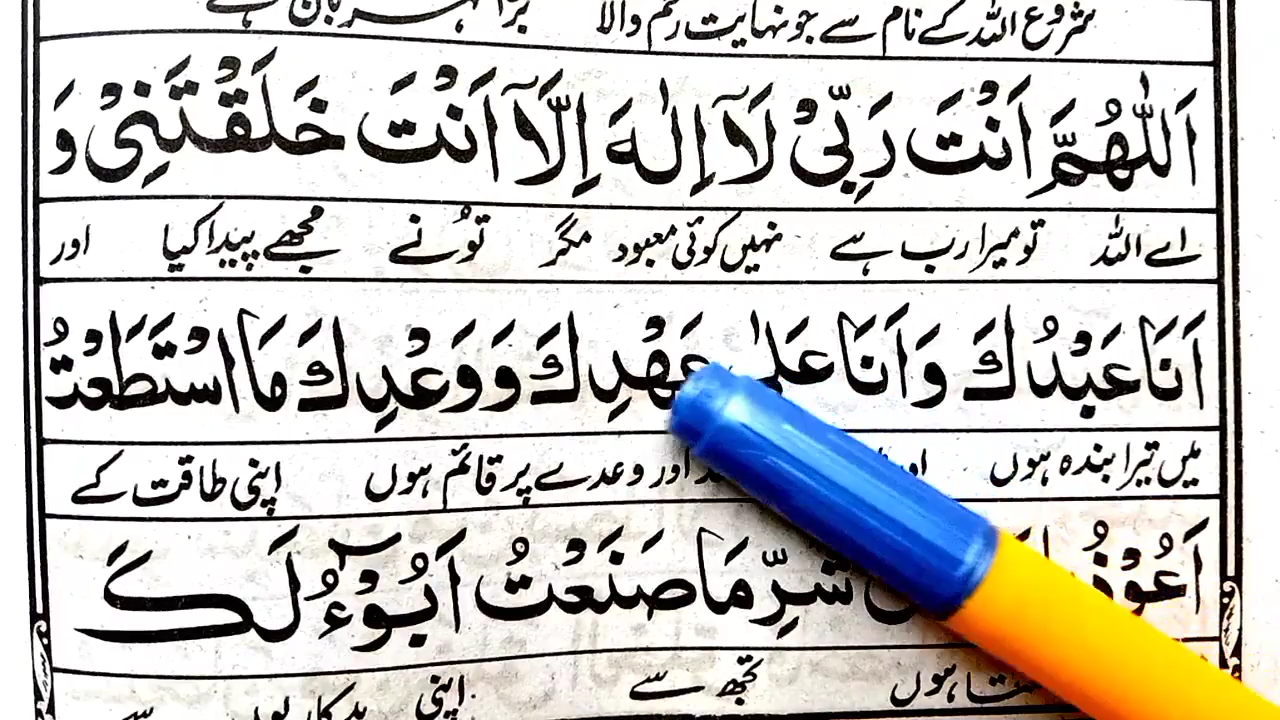 شروع اللہ کے نام سے جو نہایت رحم والا
اَللّٰهُمَّ اَنْتَ رَبِّیْ لَآ اِلٰهَ اِلَّآ اَنْتَ خَلَقْتَنِیْ وَ
اے اللہ تو میرا رب ہے نہیں کوئی معبود مگر توُنے مجھے پیدا کیا اور
اَنَا عَبْدُكَ وَاَنَا عَلٰی عَهْدِكَ وَوَعْدِكَ مَا اسْتَطَعْتُ
میں تیرا بندہ ہوں اور وعدے پر قائم ہوں اپنی طاقت کے
شَرِّ مَا صَنَعْتُ اَبُوْٓءُ لَكَ
ہوں تجھ سے اپنی